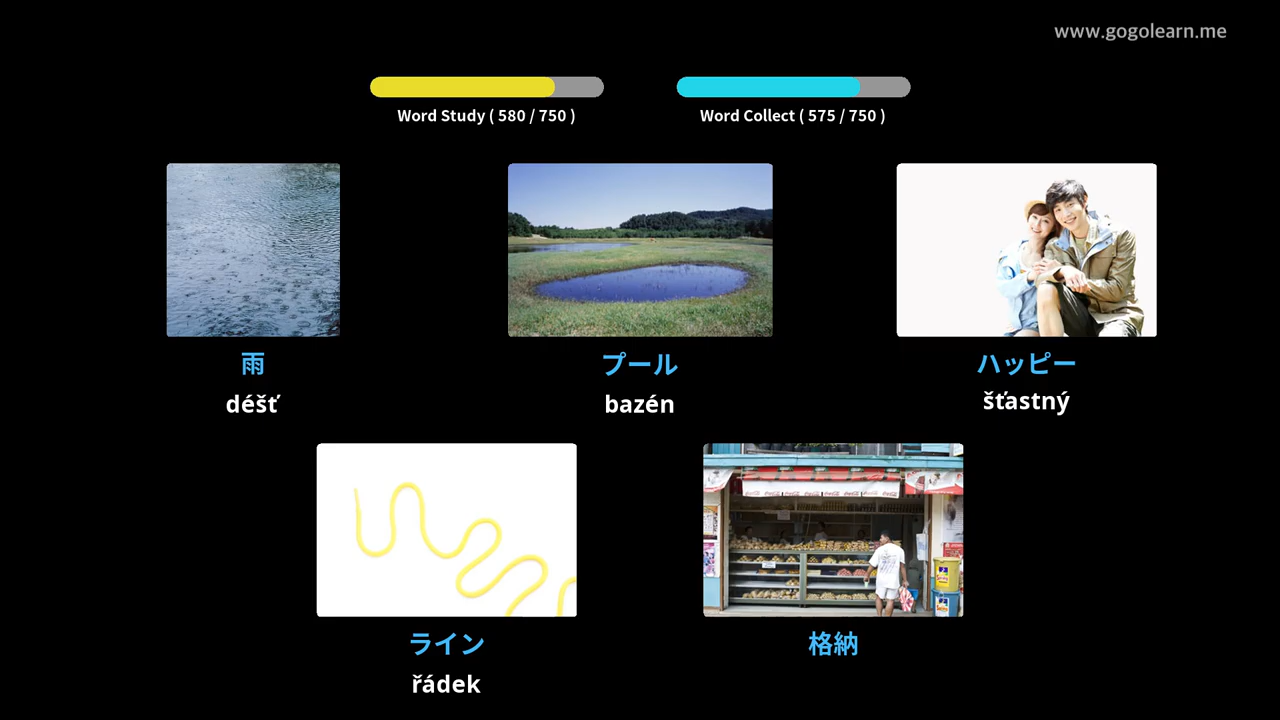 www.gogolearn.me
Word Study ( 580 / 750 )
Word Collect ( 575 / 750 )
雨
プール
ハッピー
déšť
bazén
šťastný
ライン
格納
řádek